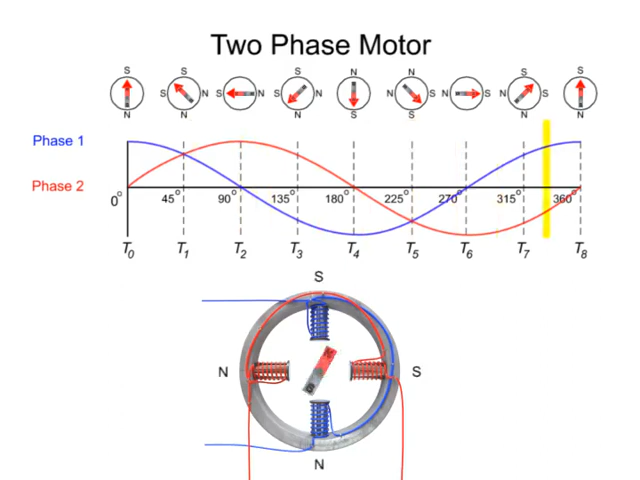 Two Phase Motor
S S N N N S S
S N S N S N N S N S N S
N N S S S N N
Phase 1
Phase 2
0° 45° 90° 135° 180° 225° 270° 315° 360°
T0 T1 T2 T3 T4 T5 T6 T7 T8
S
N S
N